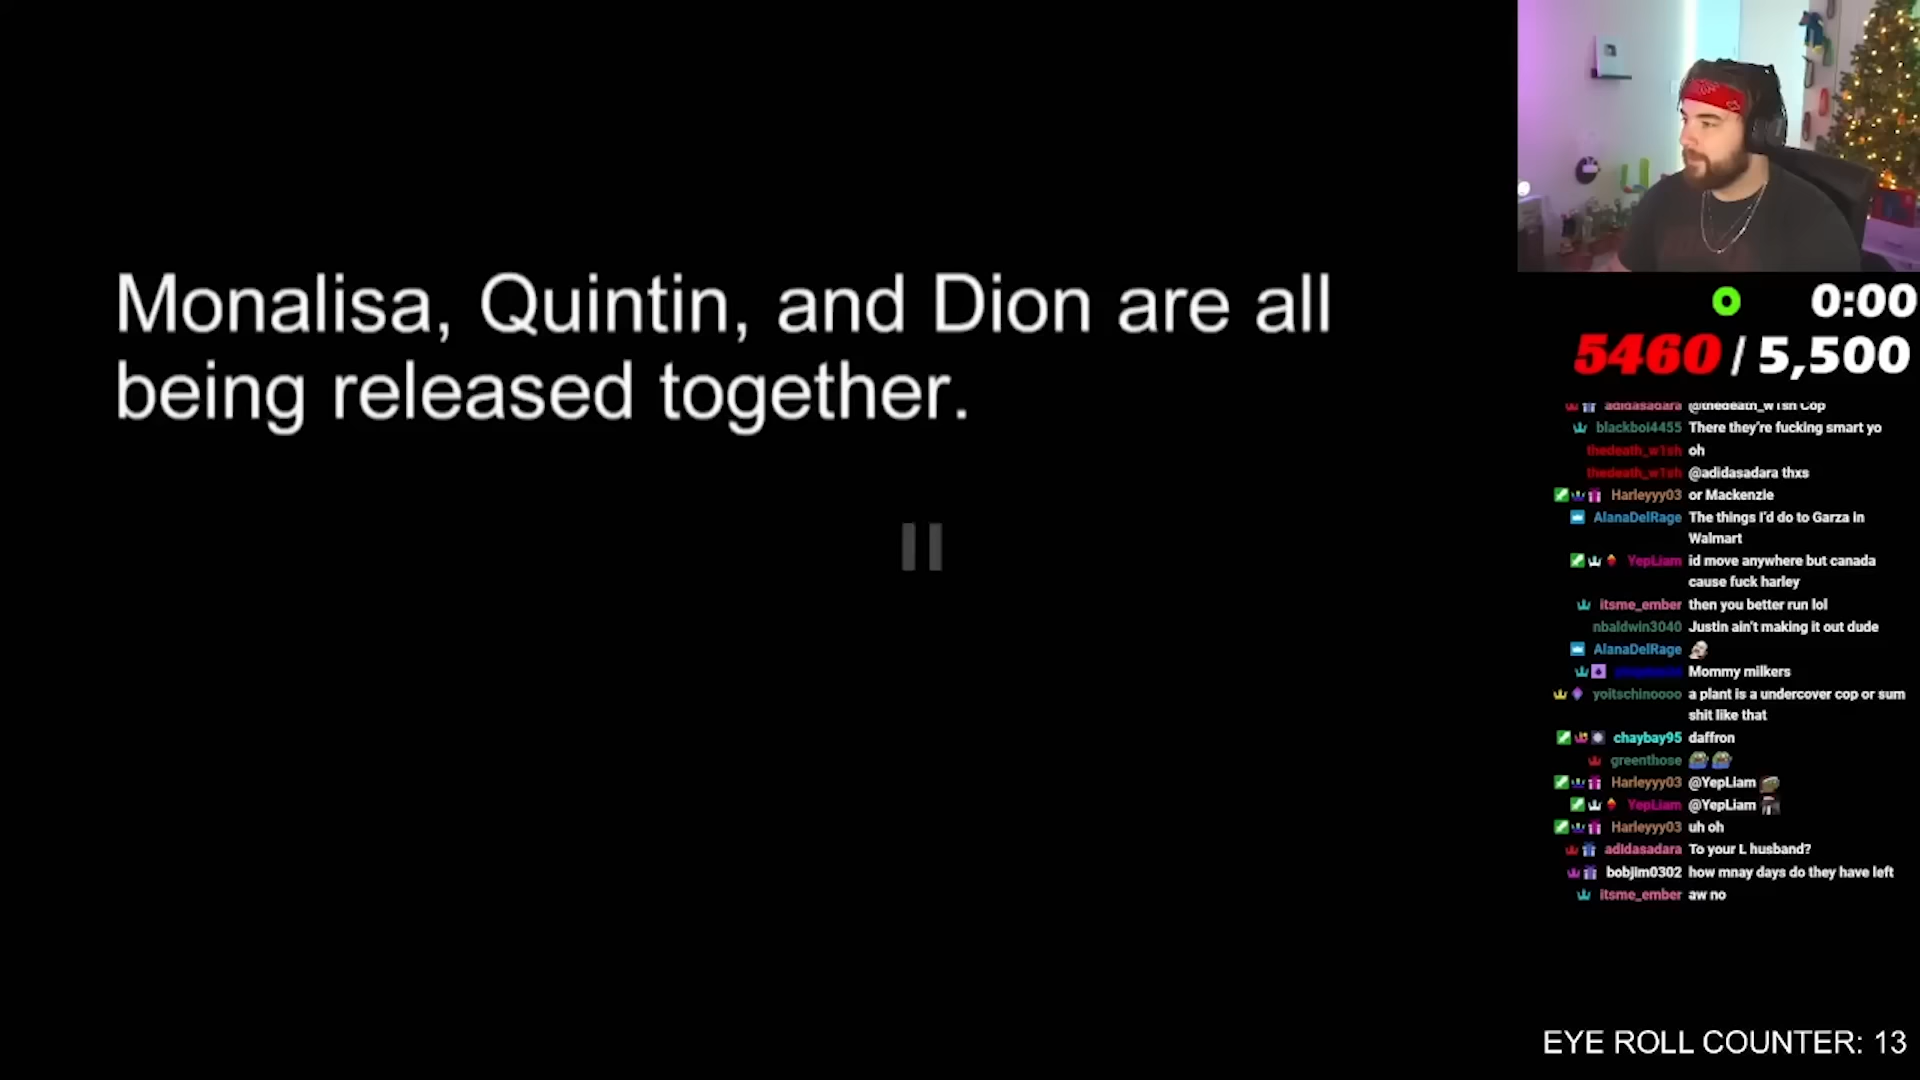 Monalisa, Quintin, and Dion are all
being released together.
0:00
5460 / 5,500
adidasadara @thedeath_w1sh Cop
blackboi4455 There they're fucking smart yo
thedeath_w1sh oh
thedeath_w1sh @adidasadara thxs
Harleyyy03 or Mackenzie
AlanaDelRage The things I'd do to Garza in
Walmart
YepLiam id move anywhere but canada
cause fuck harley
itsme_ember then you better run lol
nbaldwin3040 Justin ain't making it out dude
AlanaDelRage
Mommy milkers
yoitschinoooo a plant is a undercover cop or sum
shit like that
chaybay95 daffron
greenthose
Harleyyy03 @YepLiam
YepLiam @YepLiam
Harleyyy03 uh oh
adidasadara To your L husband?
bobjim0302 how mnay days do they have left
itsme_ember aw no
EYE ROLL COUNTER: 13